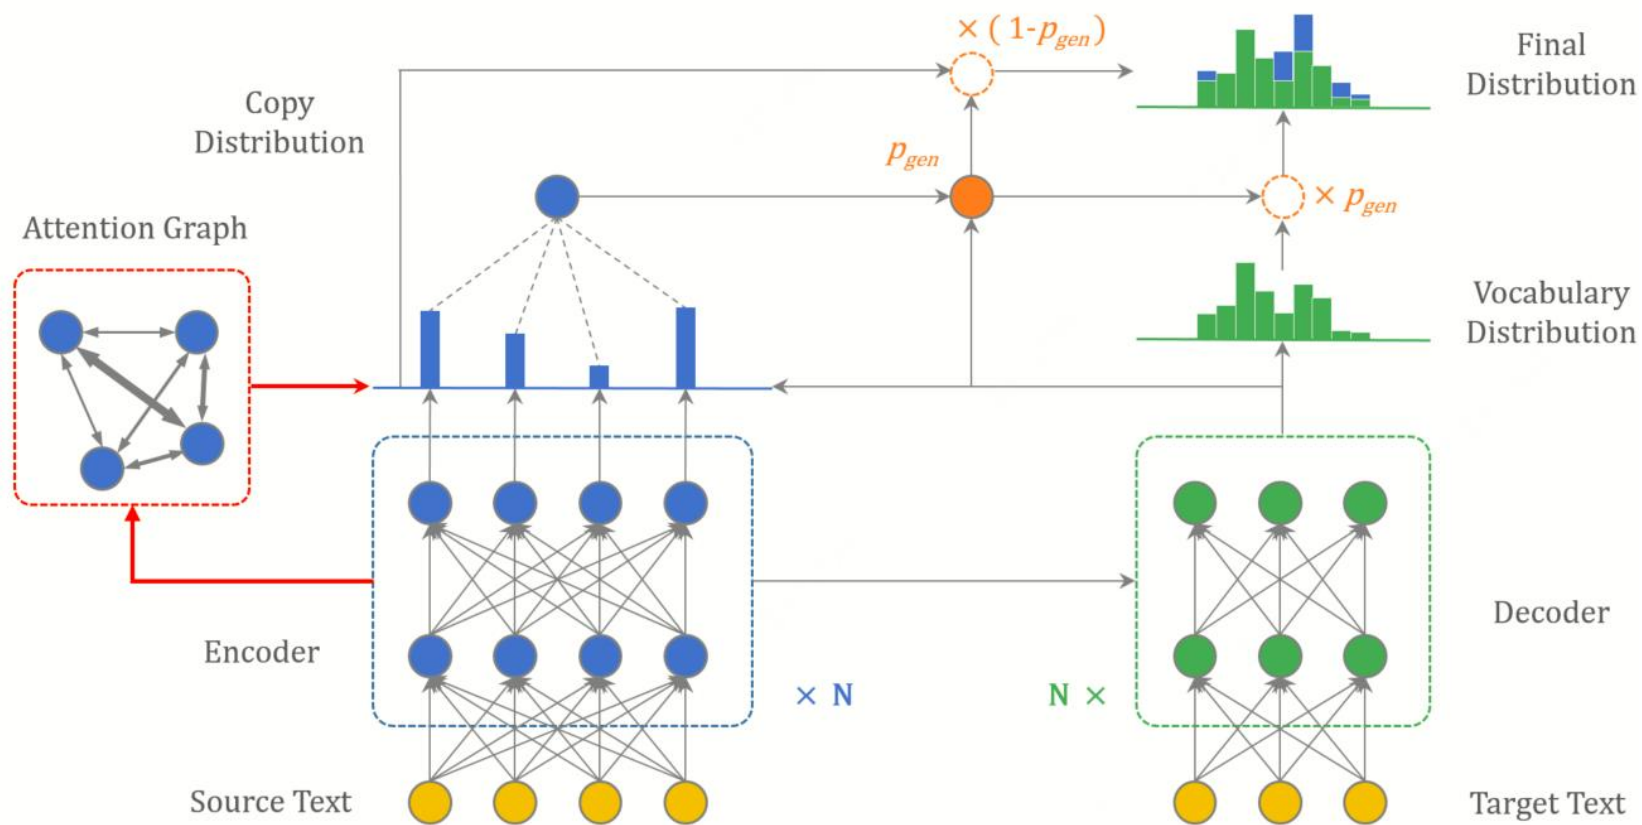 × (1-pgen)
Final
Distribution
Copy
Distribution
pgen
× pgen
Attention Graph
Vocabulary
Distribution
Encoder
Decoder
× N
N ×
Source Text
Target Text